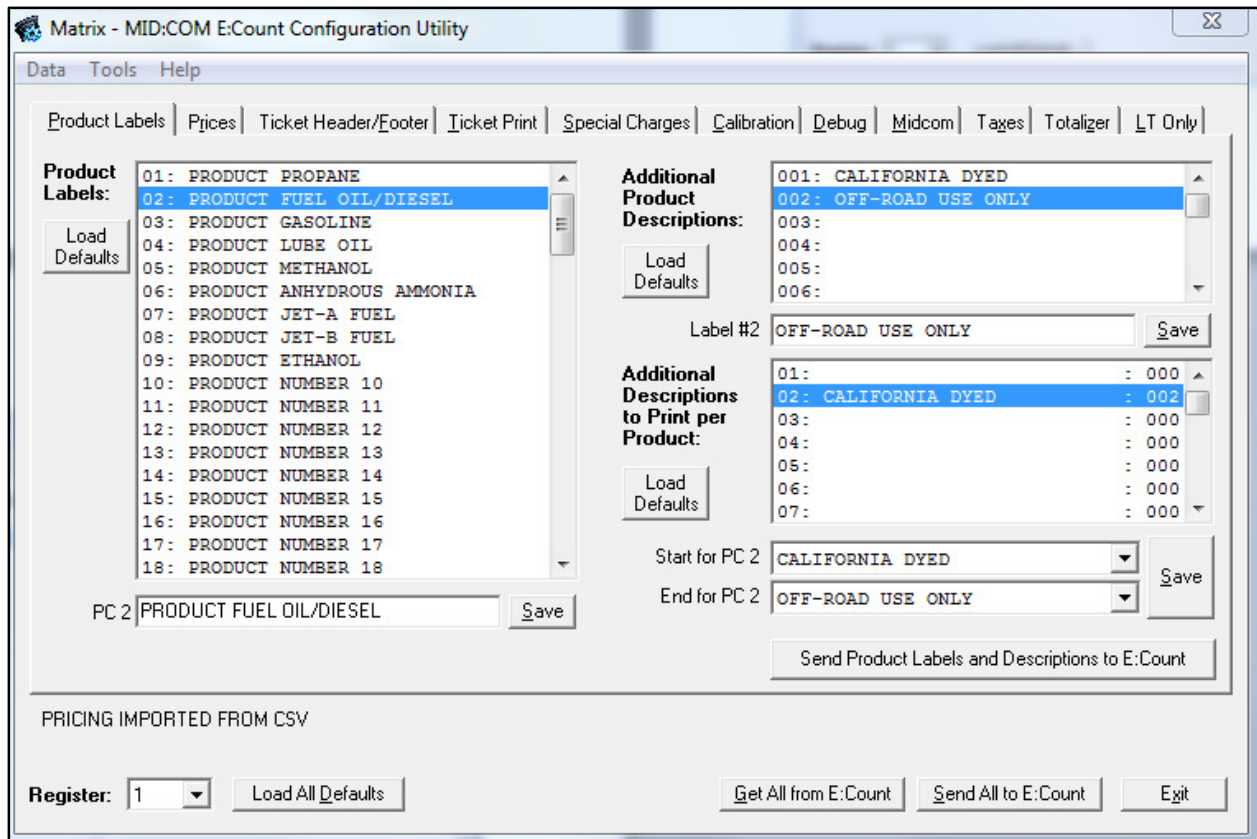 Matrix - MID:COM E:Count Configuration Utility
Data Tools Help
Product Labels Prices Ticket Header/Footer Ticket Print Special Charges Calibration Debug Midcom Taxes Totalizer LT Only
Product Labels:
Load Defaults
01: PRODUCT PROPANE
02: PRODUCT FUEL OIL/DIESEL
03: PRODUCT GASOLINE
04: PRODUCT LUBE OIL
05: PRODUCT METHANOL
06: PRODUCT ANHYDROUS AMMONIA
07: PRODUCT JET-A FUEL
08: PRODUCT JET-B FUEL
09: PRODUCT ETHANOL
10: PRODUCT NUMBER 10
11: PRODUCT NUMBER 11
12: PRODUCT NUMBER 12
13: PRODUCT NUMBER 13
14: PRODUCT NUMBER 14
15: PRODUCT NUMBER 15
16: PRODUCT NUMBER 16
17: PRODUCT NUMBER 17
18: PRODUCT NUMBER 18
PC 2 PRODUCT FUEL OIL/DIESEL Save
Additional
Product
Descriptions:
Load
Defaults
001: CALIFORNIA DYED
002: OFF-ROAD USE ONLY
003:
004:
005:
006:
Label #2 OFF-ROAD USE ONLY Save
Additional
Descriptions
to Print per
Product:
Load
Defaults
01: : 000
02: CALIFORNIA DYED : 002
03: : 000
04: : 000
05: : 000
06: : 000
07: : 000
Start for PC 2 CALIFORNIA DYED
End for PC 2 OFF-ROAD USE ONLY
Save
Send Product Labels and Descriptions to E:Count
PRICING IMPORTED FROM CSV
Register: 1 Load All Defaults Get All from E:Count Send All to E:Count Exit